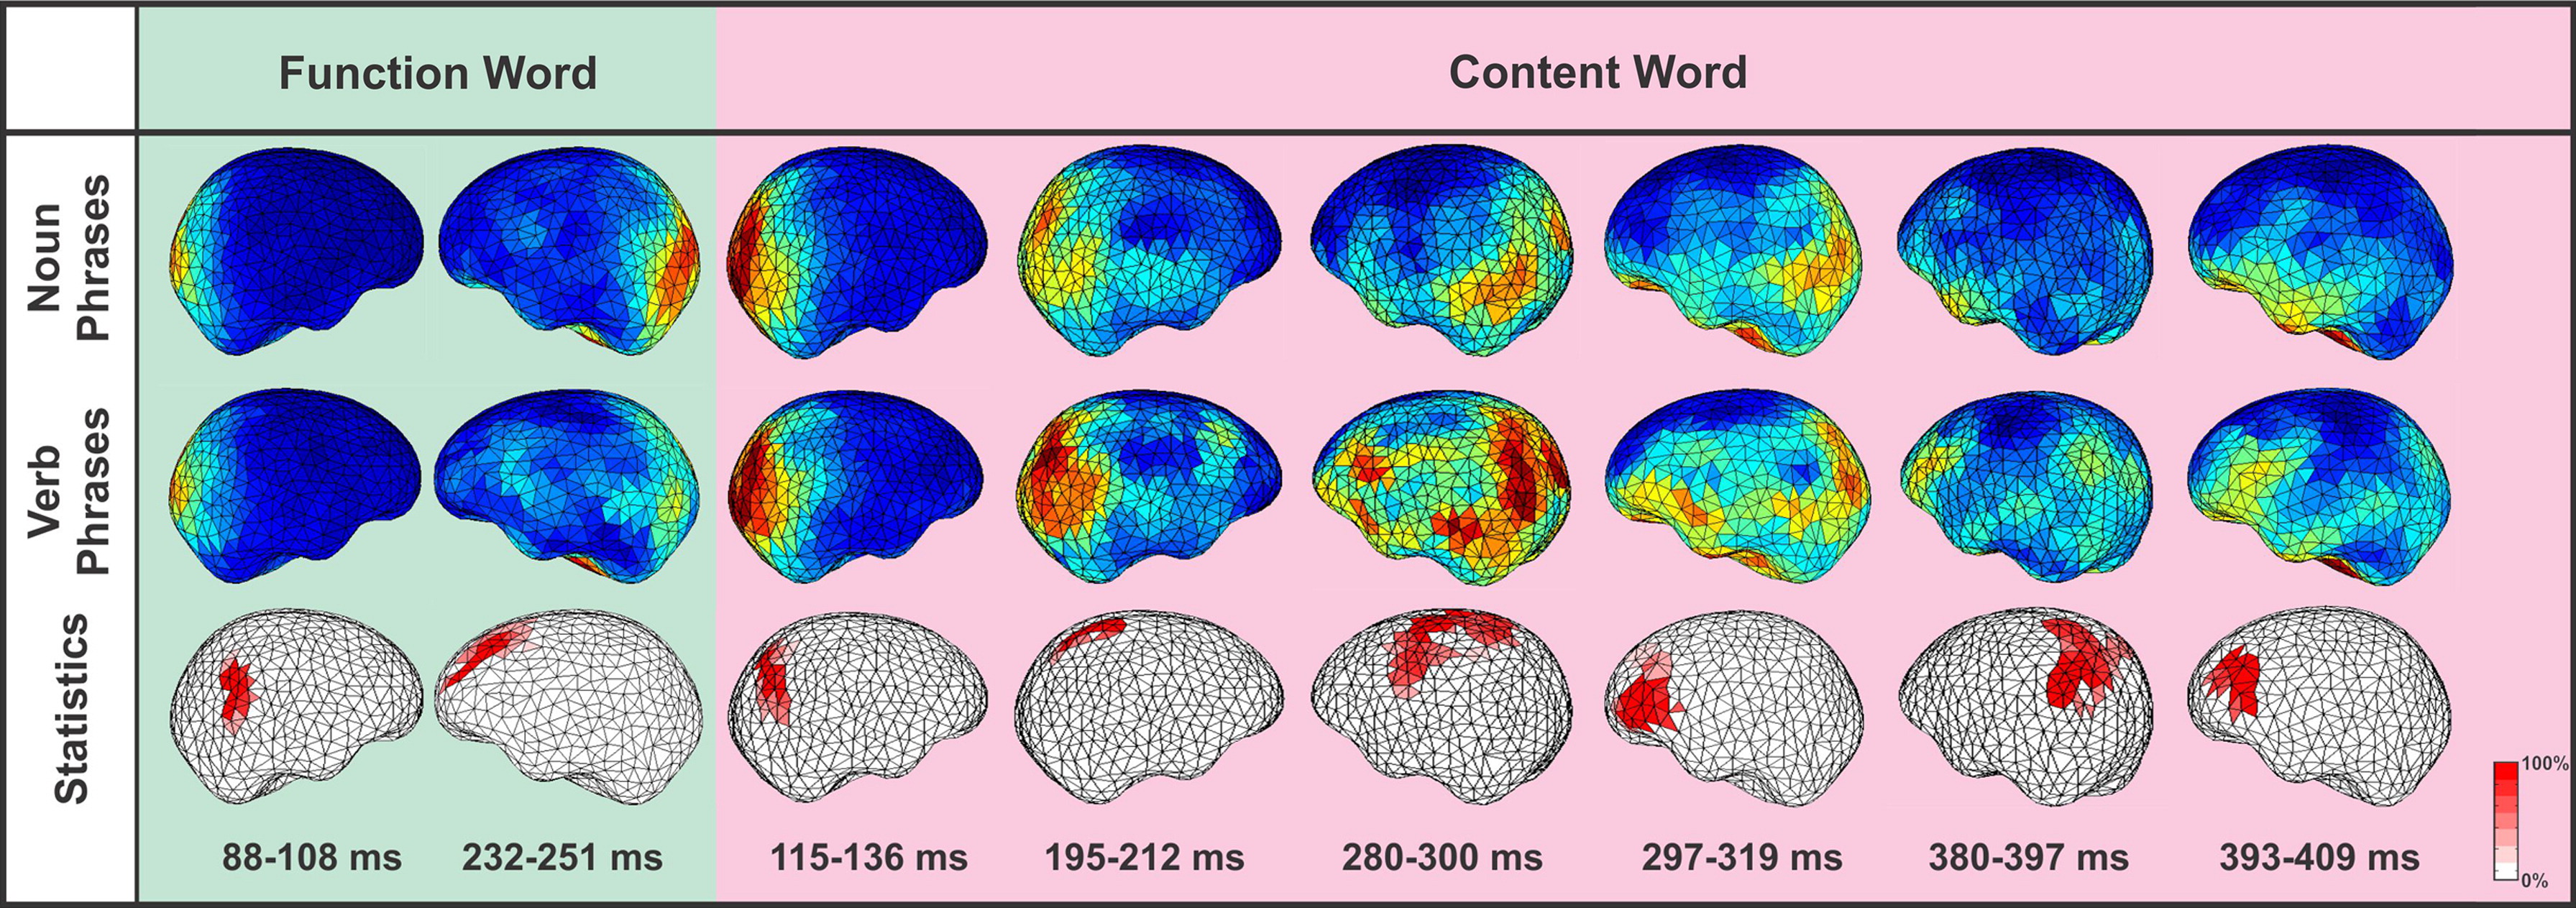 Function Word
Content Word
Noun
Phrases
Verb
Phrases
Statistics
100%
0%
88-108 ms
232-251 ms
115-136 ms
195-212 ms
280-300 ms
297-319 ms
380-397 ms
393-409 ms